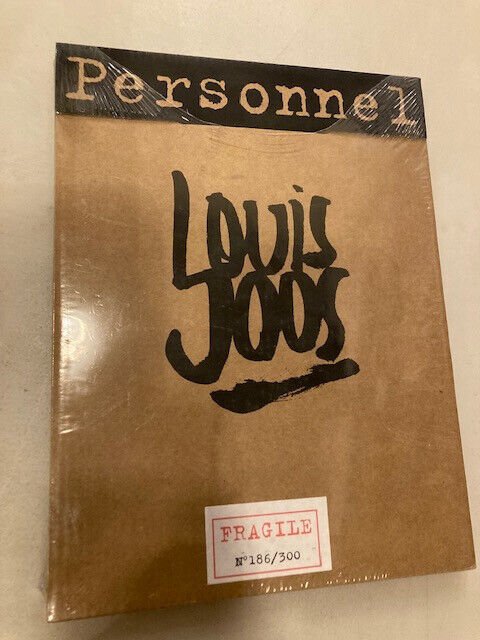 Personnel
Louis
Joos
FRAGILE
N°186/300